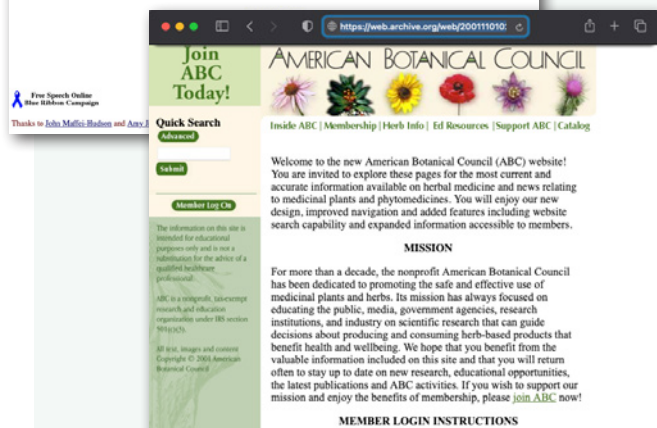 https://web.archive.org/web/200111010:
Join
ABC
Today!
AMERICAN BOTANICAL COUNCIL
Free Speech Online
Blue Ribbon Campaign
Thanks to John Maffei-Hudson and Amy J
Quick Search
Advanced
Submit
Member Log On
The information on this site is
intended for educational
purposes only and is not a
substitution for the advice of a
qualified healthcare
professional.
ABC is a nonprofit, tax-exempt
research and education
organization under IRS section
501(c)(3).
All text, images and content
Copyright © 2001 American
Botanical Council
Inside ABC | Membership | Herb Info | Ed Resources | Support ABC | Catalog
Welcome to the new American Botanical Council (ABC) website!
You are invited to explore these pages for the most current and
accurate information available on herbal medicine and news relating
to medicinal plants and phytomedicines. You will enjoy our new
design, improved navigation and added features including website
search capability and expanded information accessible to members.
MISSION
For more than a decade, the nonprofit American Botanical Council
has been dedicated to promoting the safe and effective use of
medicinal plants and herbs. Its mission has always focused on
educating the public, media, government agencies, research
institutions, and industry on scientific research that can guide
decisions about producing and consuming herb-based products that
benefit health and wellbeing. We hope that you benefit from the
valuable information included on this site and that you will return
often to stay up to date on new research, educational opportunities,
the latest publications and ABC activities. If you wish to support our
mission and enjoy the benefits of membership, please join ABC now!
MEMBER LOGIN INSTRUCTIONS